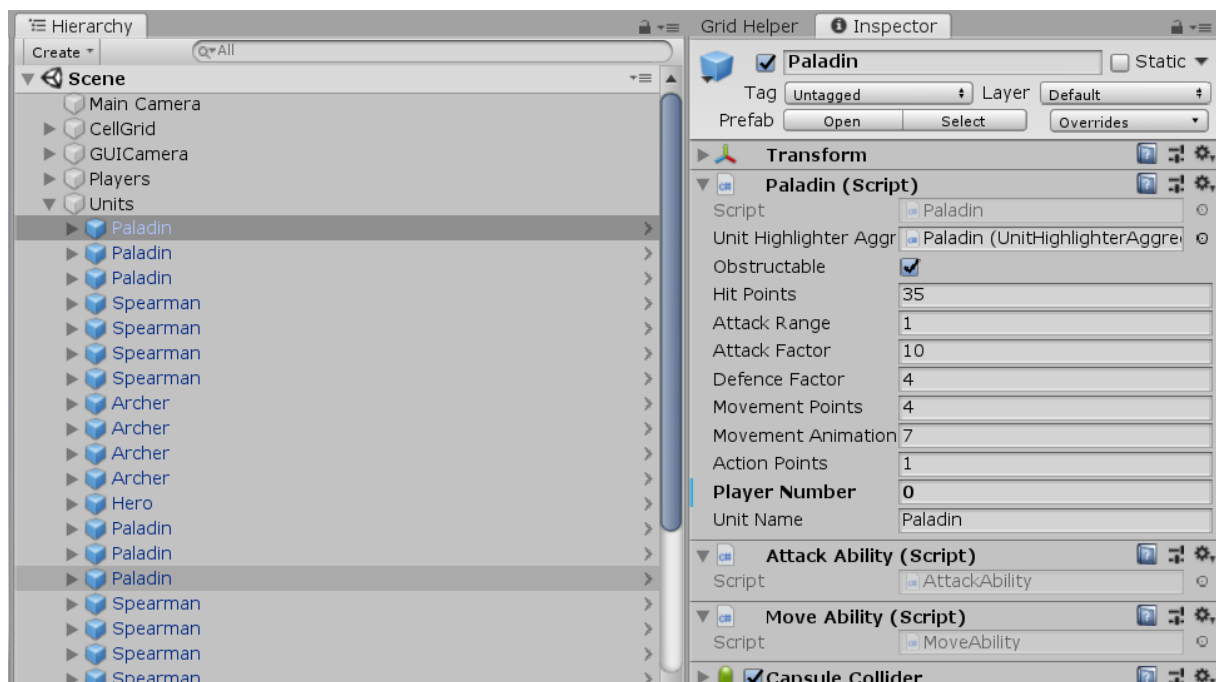 Hierarchy
Create
All
Scene
Main Camera
CellGrid
GUICamera
Players
Units
Paladin
Paladin
Paladin
Spearman
Spearman
Spearman
Spearman
Archer
Archer
Archer
Archer
Hero
Paladin
Paladin
Paladin
Spearman
Spearman
Spearman
Spearman
Grid Helper Inspector
Paladin Static
Tag Untagged Layer Default
Prefab Open Select Overrides
Transform
Paladin (Script)
Script Paladin
Unit Highlighter Aggr Paladin (UnitHighlighterAggre
Obstructable
Hit Points 35
Attack Range 1
Attack Factor 10
Defence Factor 4
Movement Points 4
Movement Animation 7
Action Points 1
Player Number 0
Unit Name Paladin
Attack Ability (Script)
Script AttackAbility
Move Ability (Script)
Script MoveAbility
Capsule Collider